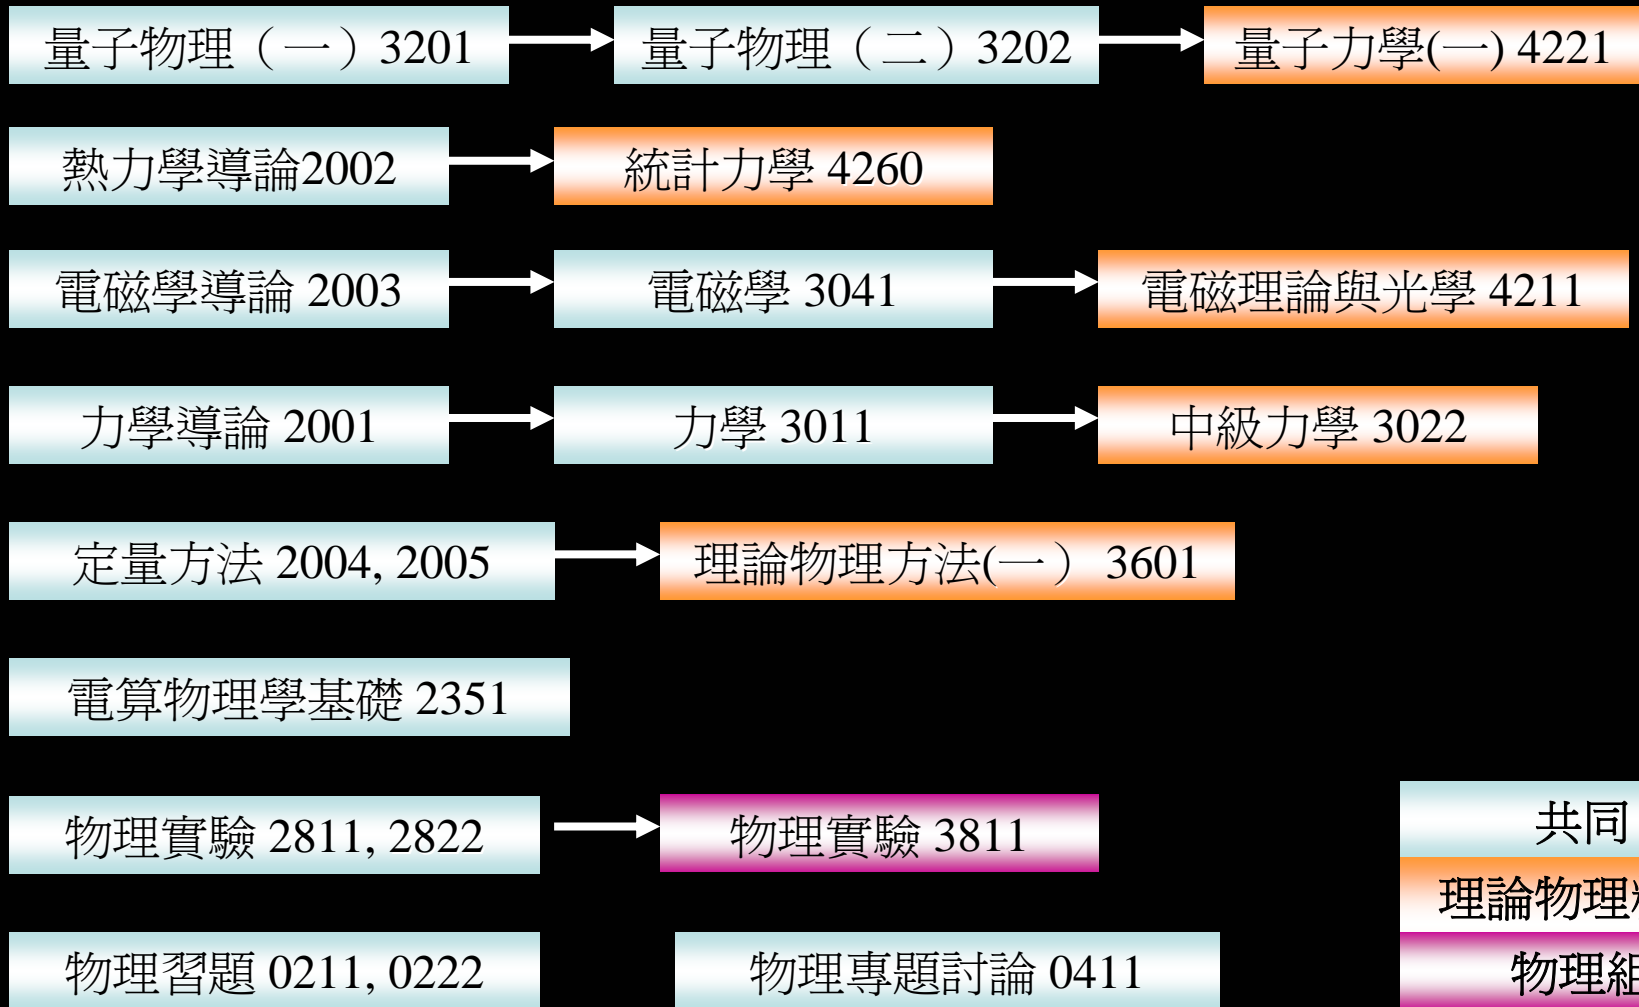 量子物理（一）3201 量子物理（二）3202 量子力學(一) 4221
熱力學導論2002 統計力學 4260
電磁學導論 2003 電磁學 3041 電磁理論與光學 4211
力學導論 2001 力學 3011 中級力學 3022
定量方法 2004, 2005 理論物理方法(一） 3601
電算物理學基礎 2351
物理實驗 2811, 2822 物理實驗 3811
共同
理論物理
物理習題 0211, 0222 物理專題討論 0411
物理組